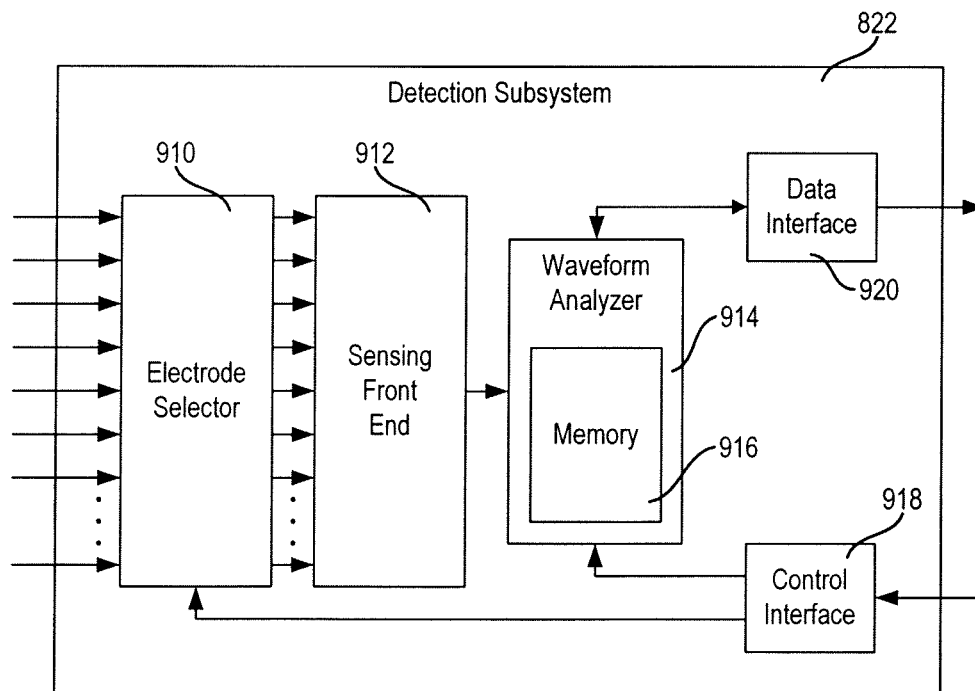 822
Detection Subsystem
910
912
Data
Interface
920
Waveform
Analyzer
914
Electrode
Selector
Sensing
Front
End
Memory
916
918
Control
Interface